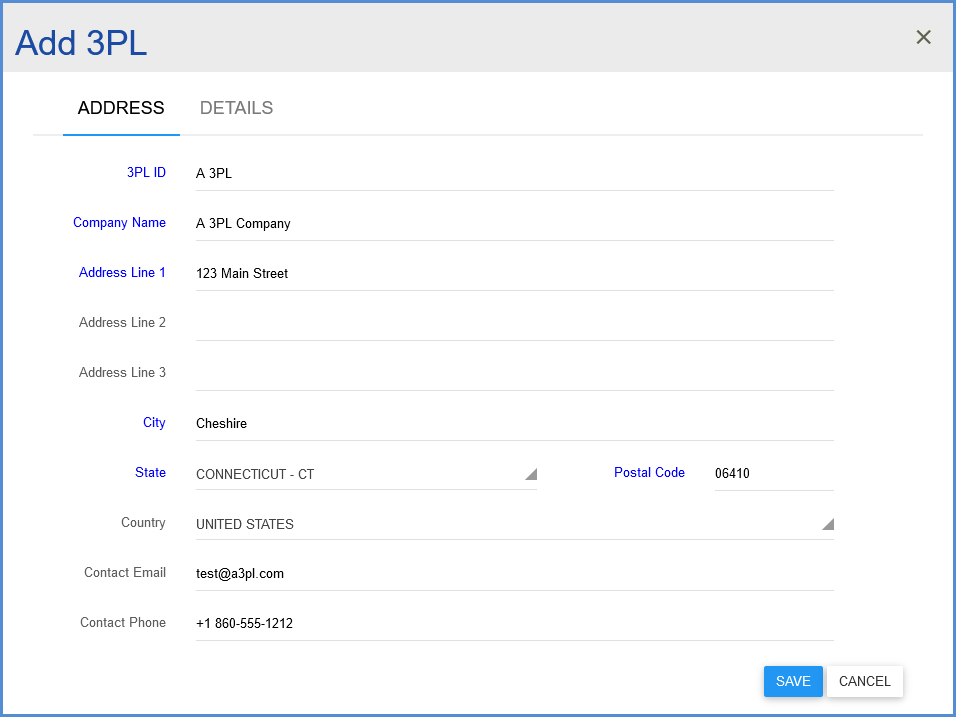 Add 3PL
ADDRESS DETAILS
3PL ID A 3PL
Company Name A 3PL Company
Address Line 1 123 Main Street
Address Line 2
Address Line 3
City Cheshire
State CONNECTICUT - CT Postal Code 06410
Country UNITED STATES
Contact Email test@a3pl.com
Contact Phone +1 860-555-1212
SAVE CANCEL